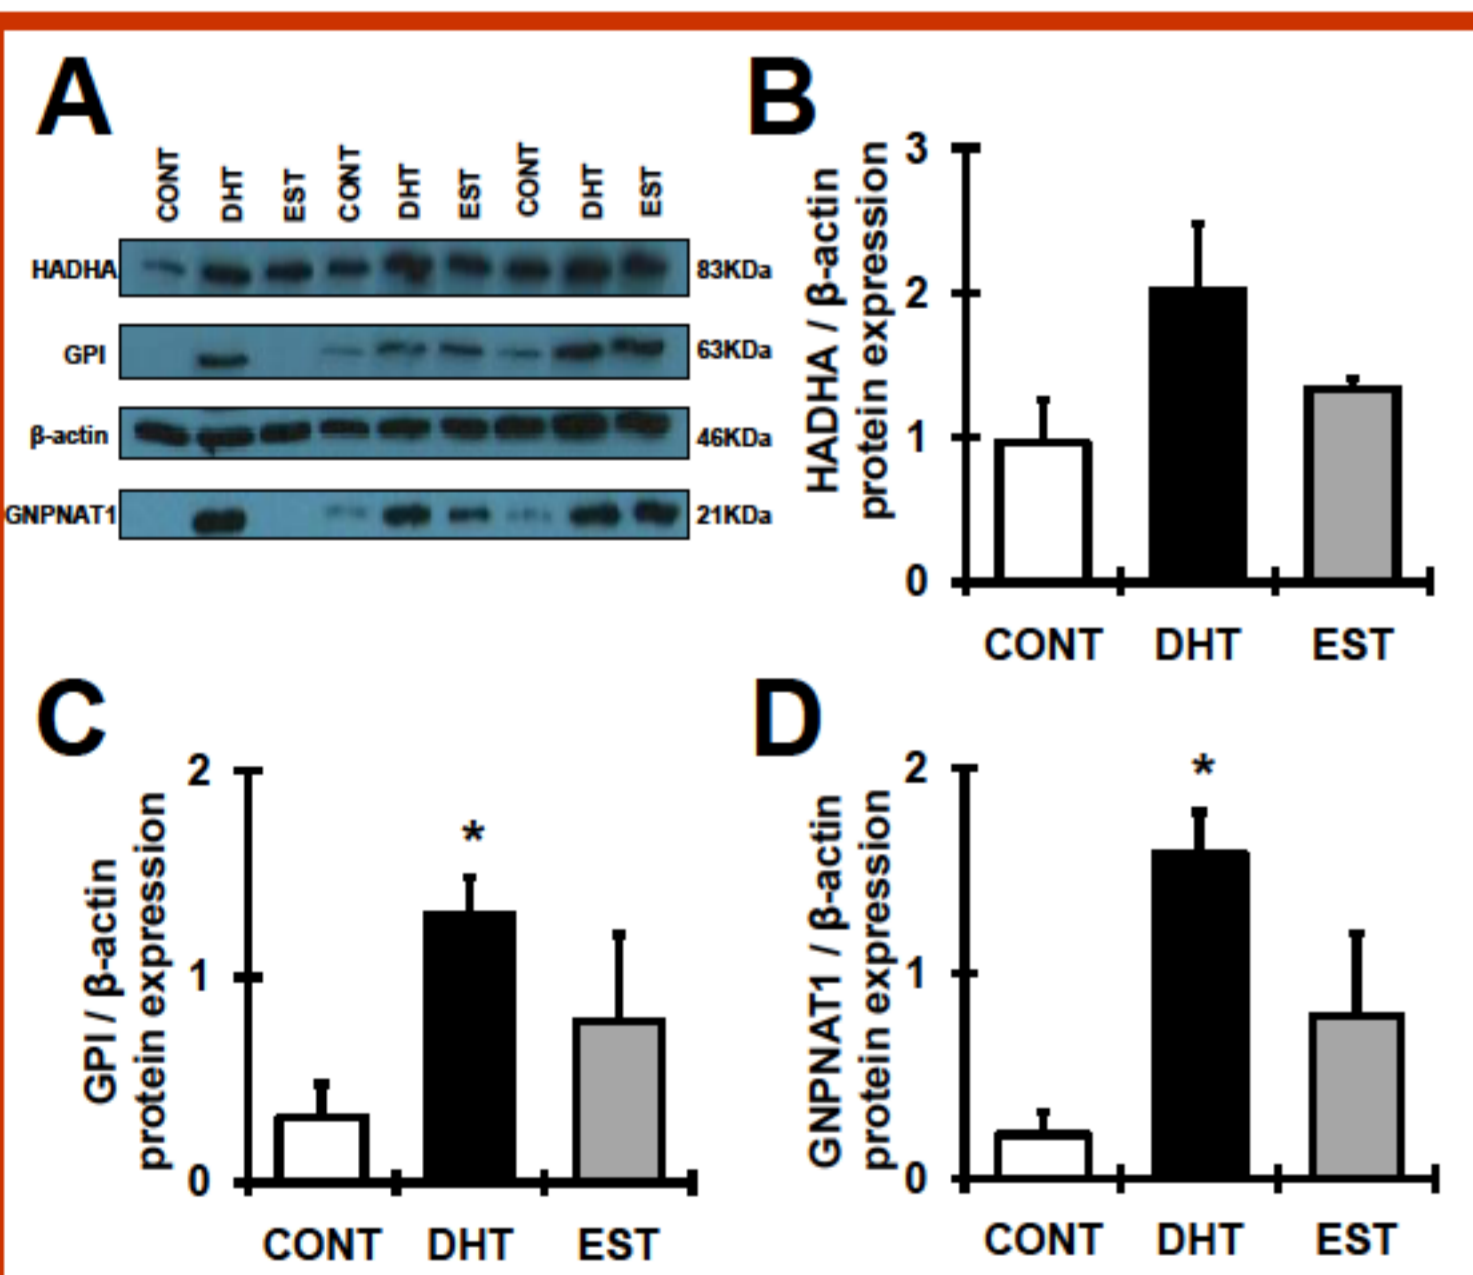 A
CONT DHT EST CONT DHT EST CONT DHT EST
HADHA 83KDa
GPI 63KDa
β-actin 46KDa
GNPNAT1 21KDa
B
HADHA / β-actin
protein expression
3
2
1
0
CONT DHT EST
C
GPI / β-actin
protein expression
2
*
1
0
CONT DHT EST
D
GNPNAT1 / β-actin
protein expression
2
*
1
0
CONT DHT EST